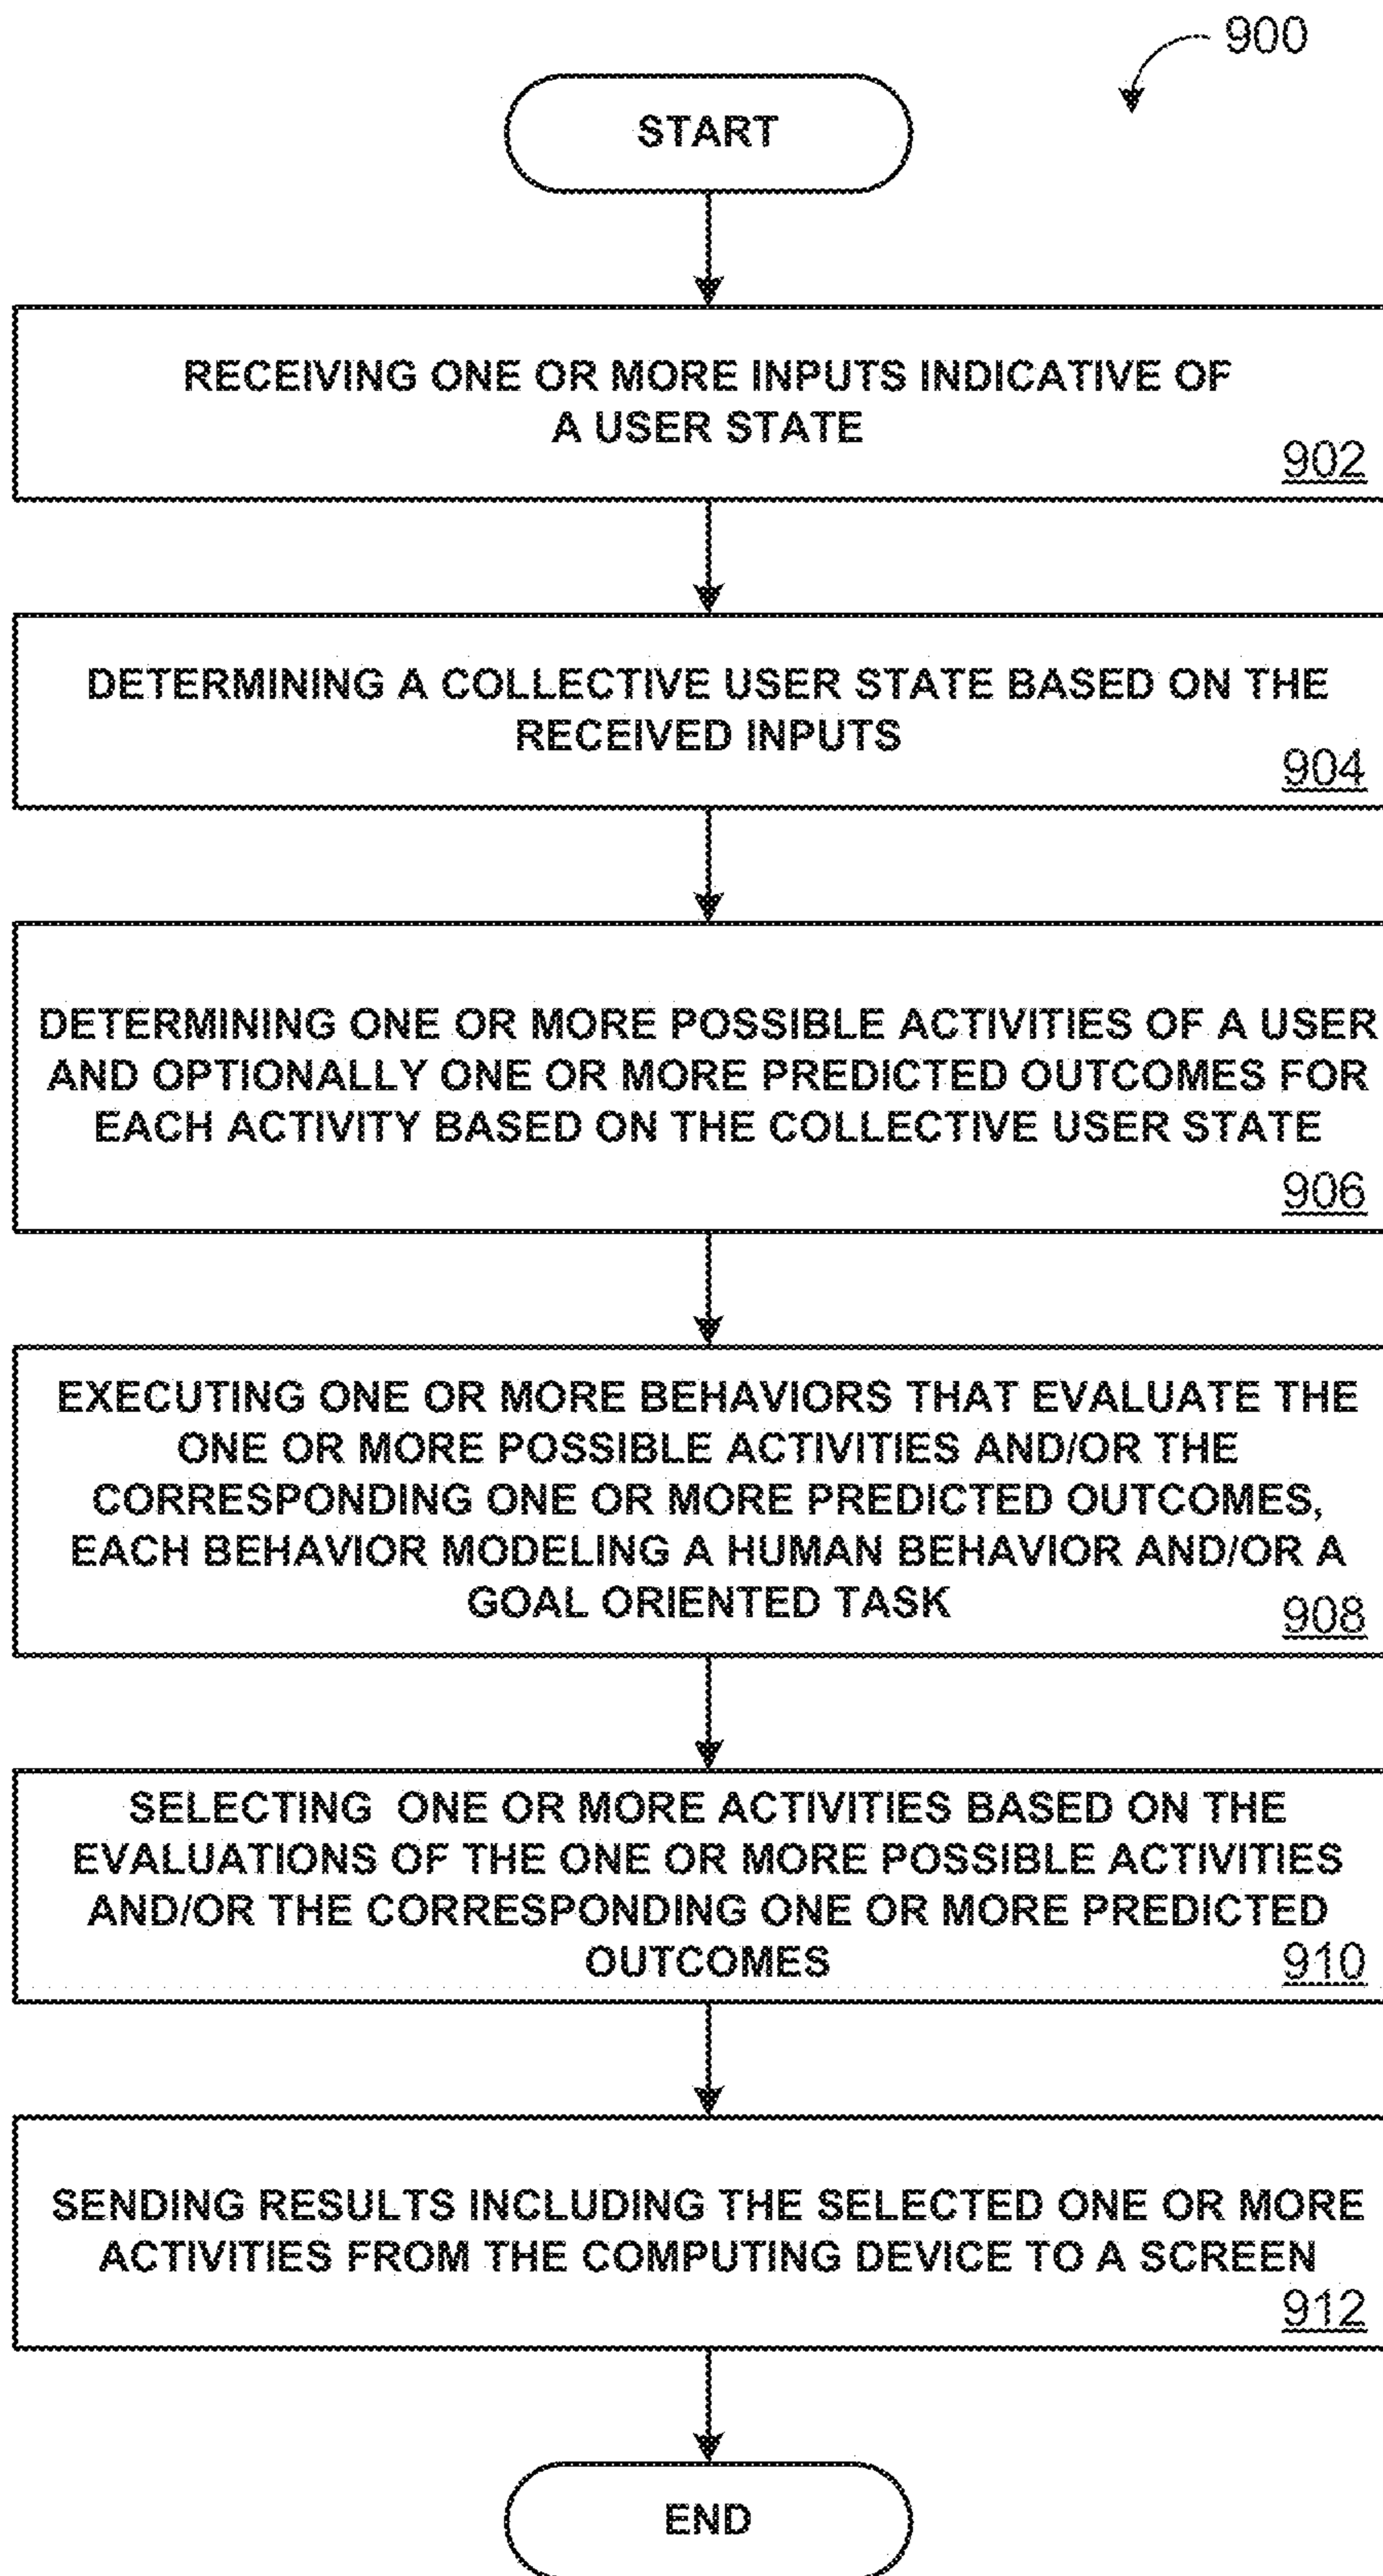 900
START
RECEIVING ONE OR MORE INPUTS INDICATIVE OF
A USER STATE
902
DETERMINING A COLLECTIVE USER STATE BASED ON THE
RECEIVED INPUTS
904
DETERMINING ONE OR MORE POSSIBLE ACTIVITIES OF A USER
AND OPTIONALLY ONE OR MORE PREDICTED OUTCOMES FOR
EACH ACTIVITY BASED ON THE COLLECTIVE USER STATE
906
EXECUTING ONE OR MORE BEHAVIORS THAT EVALUATE THE
ONE OR MORE POSSIBLE ACTIVITIES AND/OR THE
CORRESPONDING ONE OR MORE PREDICTED OUTCOMES,
EACH BEHAVIOR MODELING A HUMAN BEHAVIOR AND/OR A
GOAL ORIENTED TASK
908
SELECTING ONE OR MORE ACTIVITIES BASED ON THE
EVALUATIONS OF THE ONE OR MORE POSSIBLE ACTIVITIES
AND/OR THE CORRESPONDING ONE OR MORE PREDICTED
OUTCOMES
910
SENDING RESULTS INCLUDING THE SELECTED ONE OR MORE
ACTIVITIES FROM THE COMPUTING DEVICE TO A SCREEN
912
END